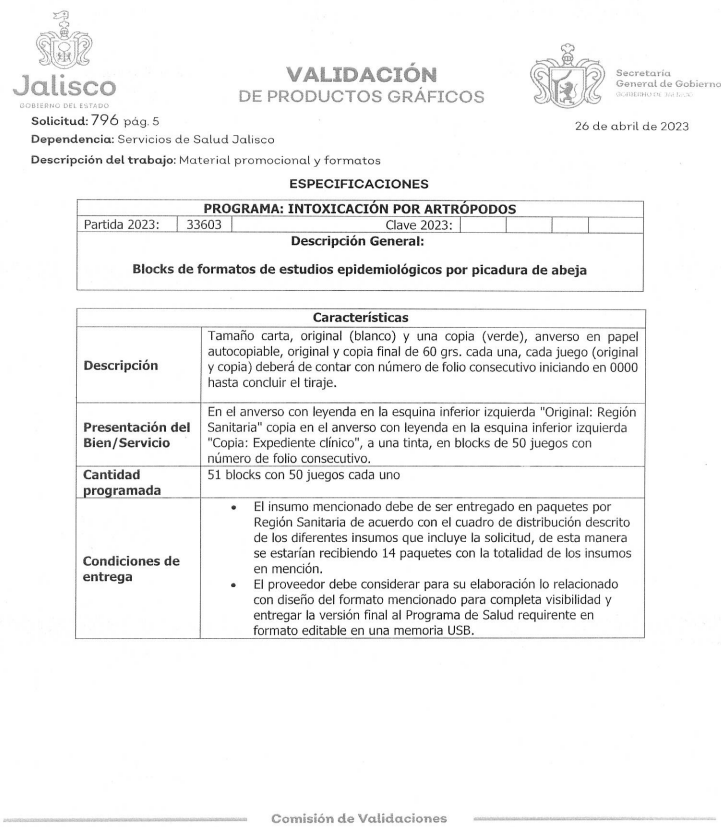 Jalisco
GOBIERNO DEL ESTADO
VALIDACIÓN
DE PRODUCTOS GRÁFICOS
Secretaría
General de Gobierno
GOBIERNO DE JALISCO
Solicitud: 796 pág. 5
26 de abril de 2023
Dependencia: Servicios de Salud Jalisco
Descripción del trabajo: Material promocional y formatos
ESPECIFICACIONES
PROGRAMA: INTOXICACIÓN POR ARTRÓPODOS
Partida 2023: 33603 Clave 2023:
Descripción General:
Blocks de formatos de estudios epidemiológicos por picadura de abeja
Características
Descripción
Tamaño carta, original (blanco) y una copia (verde), anverso en papel
autocopiable, original y copia final de 60 grs. cada una, cada juego (original
y copia) deberá de contar con número de folio consecutivo iniciando en 0000
hasta concluir el tiraje.
Presentación del
Bien/Servicio
En el anverso con leyenda en la esquina inferior izquierda "Original: Región
Sanitaria" copia en el anverso con leyenda en la esquina inferior izquierda
"Copia: Expediente clínico", a una tinta, en blocks de 50 juegos con
número de folio consecutivo.
Cantidad
programada
51 blocks con 50 juegos cada uno
Condiciones de
entrega
• El insumo mencionado debe de ser entregado en paquetes por
Región Sanitaria de acuerdo con el cuadro de distribución descrito
de los diferentes insumos que incluye la solicitud, de esta manera
se estarían recibiendo 14 paquetes con la totalidad de los insumos
en mención.
• El proveedor debe considerar para su elaboración lo relacionado
con diseño del formato mencionado para completa visibilidad y
entregar la versión final al Programa de Salud requirente en
formato editable en una memoria USB.
Comisión de Validaciones